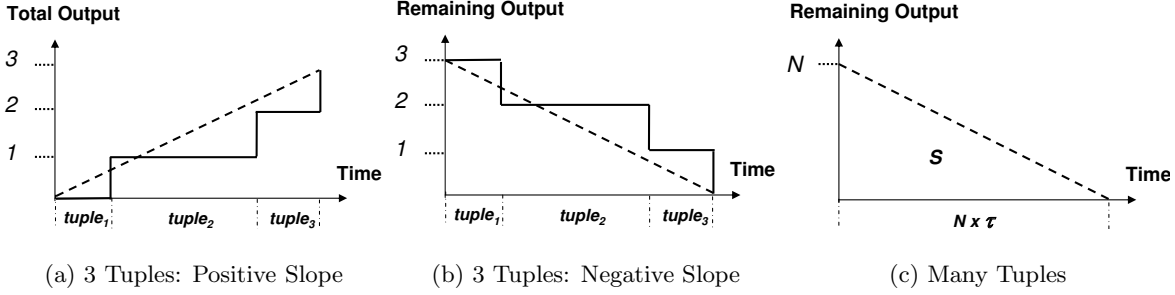 Total Output
3
2
1
Time
tuple1
tuple2
tuple3
(a) 3 Tuples: Positive Slope
Remaining Output
3
2
1
Time
tuple1
tuple2
tuple3
(b) 3 Tuples: Negative Slope
Remaining Output
N
S
Time
N x τ
(c) Many Tuples